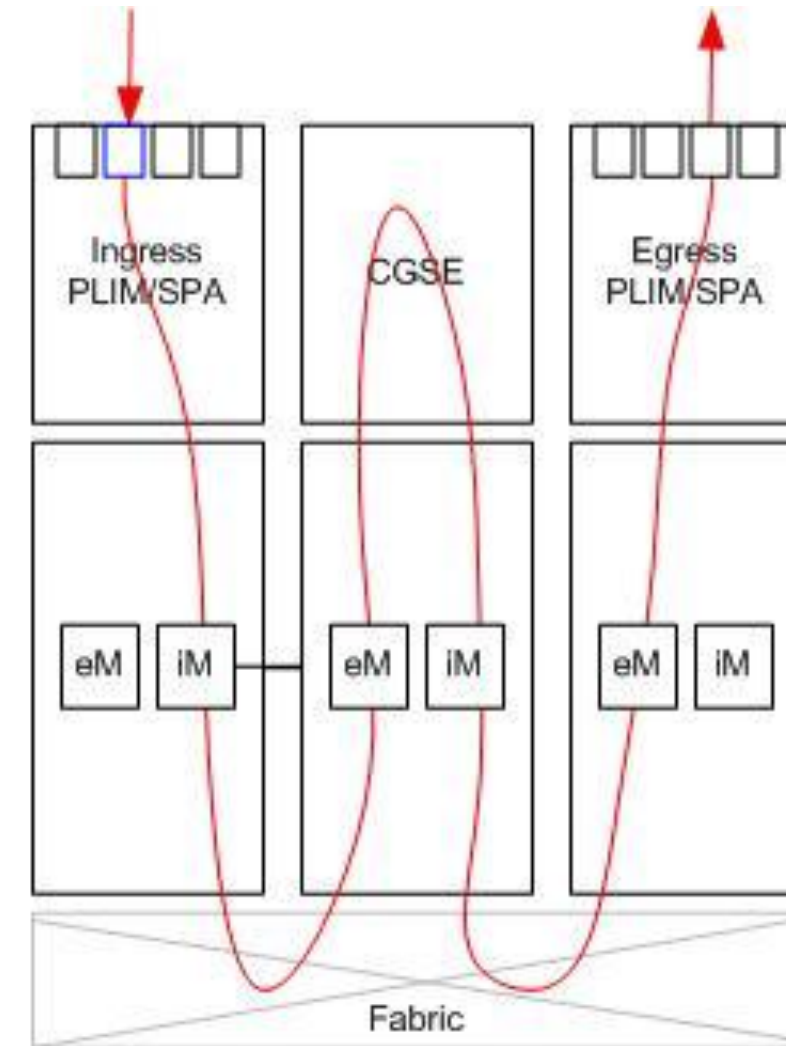 Ingress
PLIM/SPA
CGSE
Egress
PLIM/SPA
eM
iM
eM
iM
eM
iM
Fabric